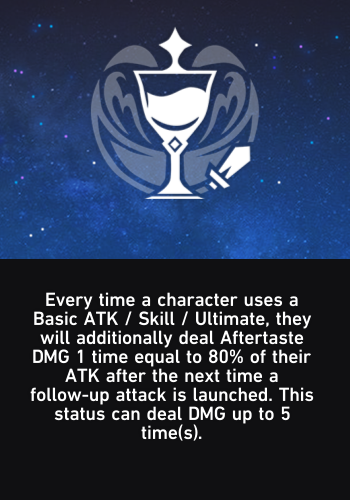 Every time a character uses a
Basic ATK / Skill / Ultimate, they
will additionally deal Aftertaste
DMG 1 time equal to 80% of their
ATK after the next time a
follow-up attack is launched. This
status can deal DMG up to 5
time(s).